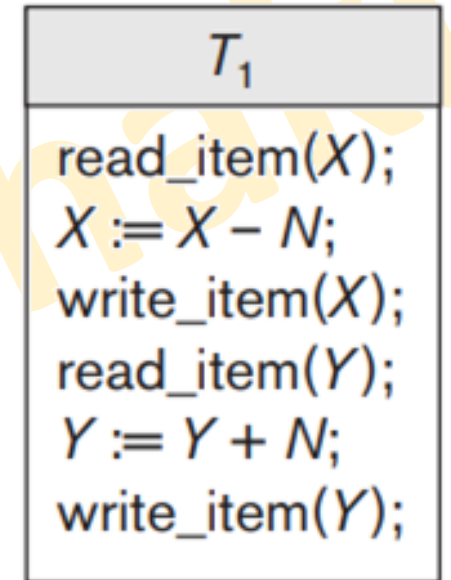 T₁
read_item(X);
X := X – N;
write_item(X);
read_item(Y);
Y := Y + N;
write_item(Y);